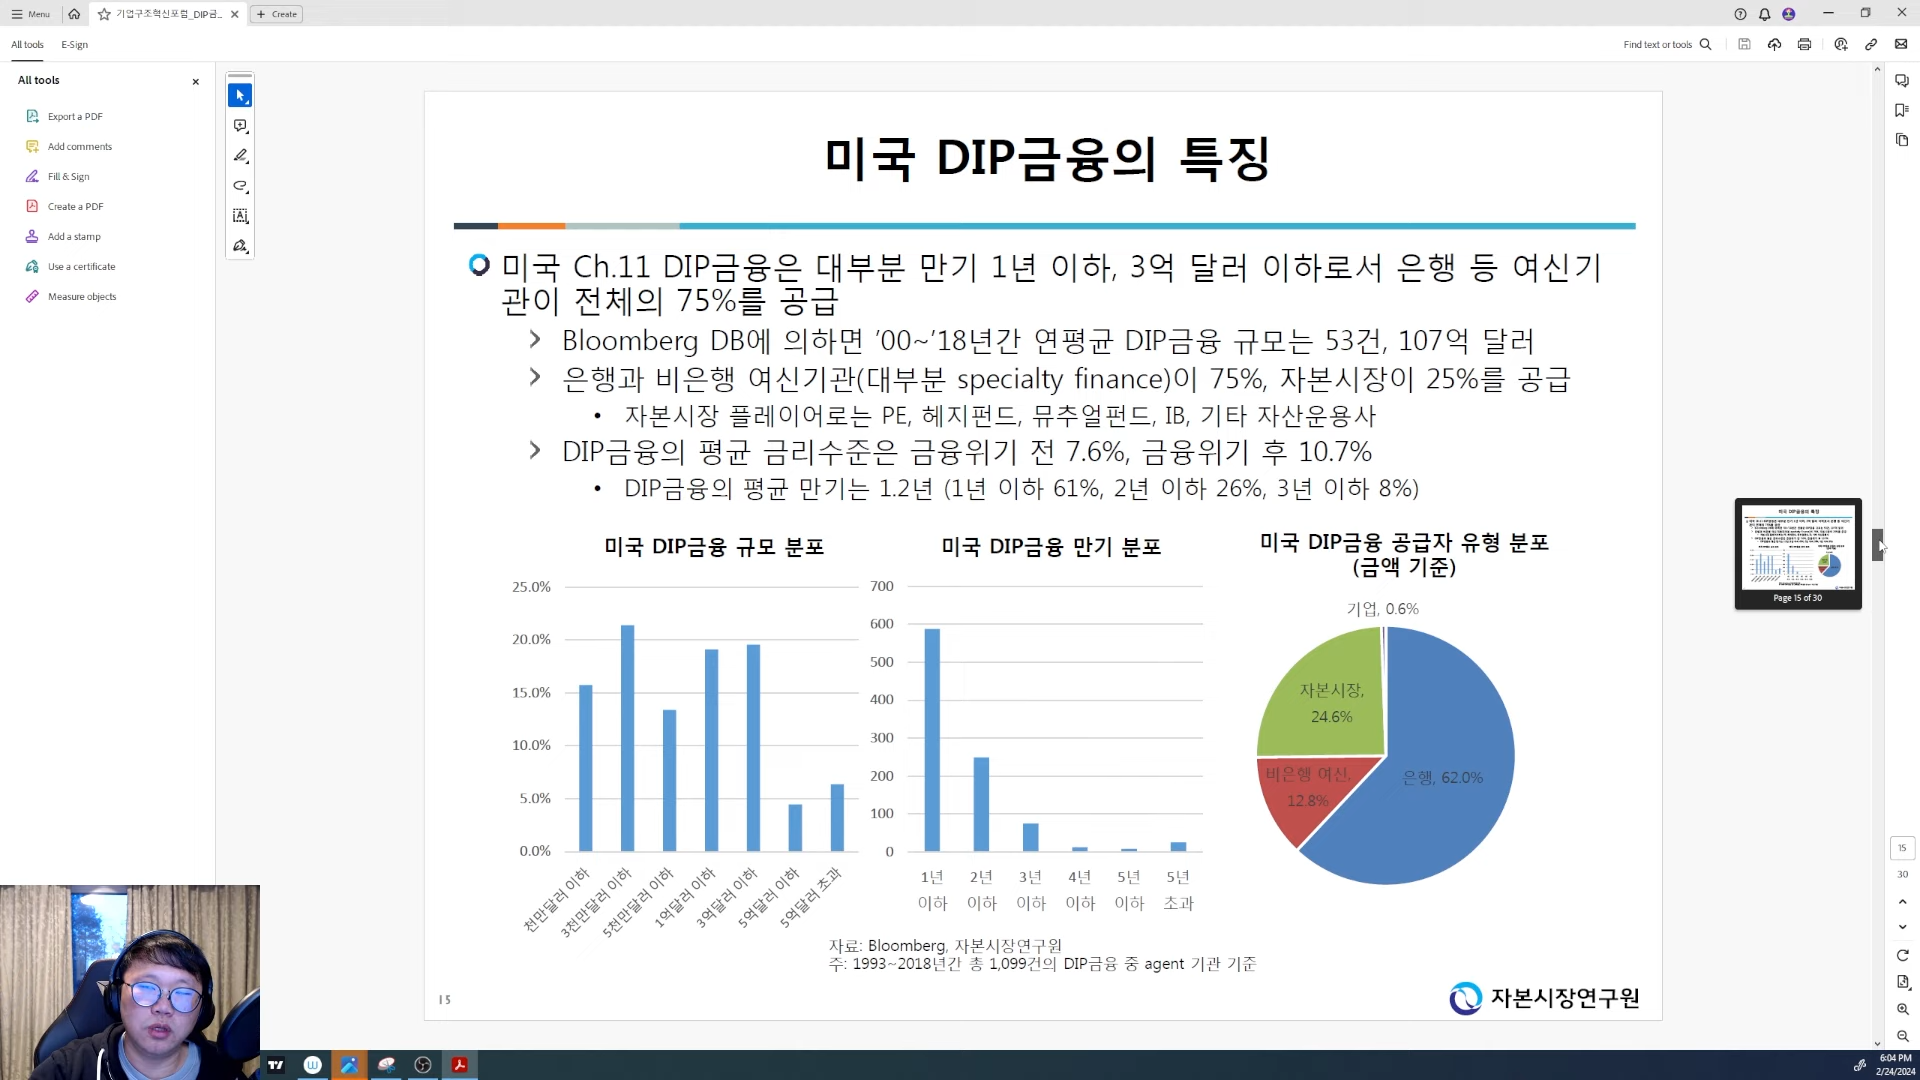 Menu
기업구조혁신포럼_DIP금...
Create
All tools
E-Sign
Find text or tools
All tools
Export a PDF
Add comments
Fill & Sign
Create a PDF
Add a stamp
Use a certificate
Measure objects
미국 DIP금융의 특징
미국 Ch.11 DIP금융은 대부분 만기 1년 이하, 3억 달러 이하로서 은행 등 여신기
관이 전체의 75%를 공급
Bloomberg DB에 의하면 '00~'18년간 연평균 DIP금융 규모는 53건, 107억 달러
은행과 비은행 여신기관(대부분 specialty finance)이 75%, 자본시장이 25%를 공급
• 자본시장 플레이어로는 PE, 헤지펀드, 뮤추얼펀드, IB, 기타 자산운용사
DIP금융의 평균 금리수준은 금융위기 전 7.6%, 금융위기 후 10.7%
• DIP금융의 평균 만기는 1.2년 (1년 이하 61%, 2년 이하 26%, 3년 이하 8%)
미국 DIP금융 규모 분포
25.0%
20.0%
15.0%
10.0%
5.0%
0.0%
천만달러 이하
3천만달러 이하
5천만달러 이하
1억달러 이하
3억달러 이하
5억달러 이하
5억달러 초과
미국 DIP금융 만기 분포
700
600
500
400
300
200
100
0
1년 이하
2년 이하
3년 이하
4년 이하
5년 이하
5년 초과
미국 DIP금융 공급자 유형 분포
(금액 기준)
기업, 0.6%
자본시장,
24.6%
비은행 여신,
12.8%
은행, 62.0%
자료: Bloomberg, 자본시장연구원
주: 1993~2018년간 총 1,099건의 DIP금융 중 agent 기관 기준
15
자본시장연구원
Page 15 of 30
15
30
6:04 PM
2/24/2024